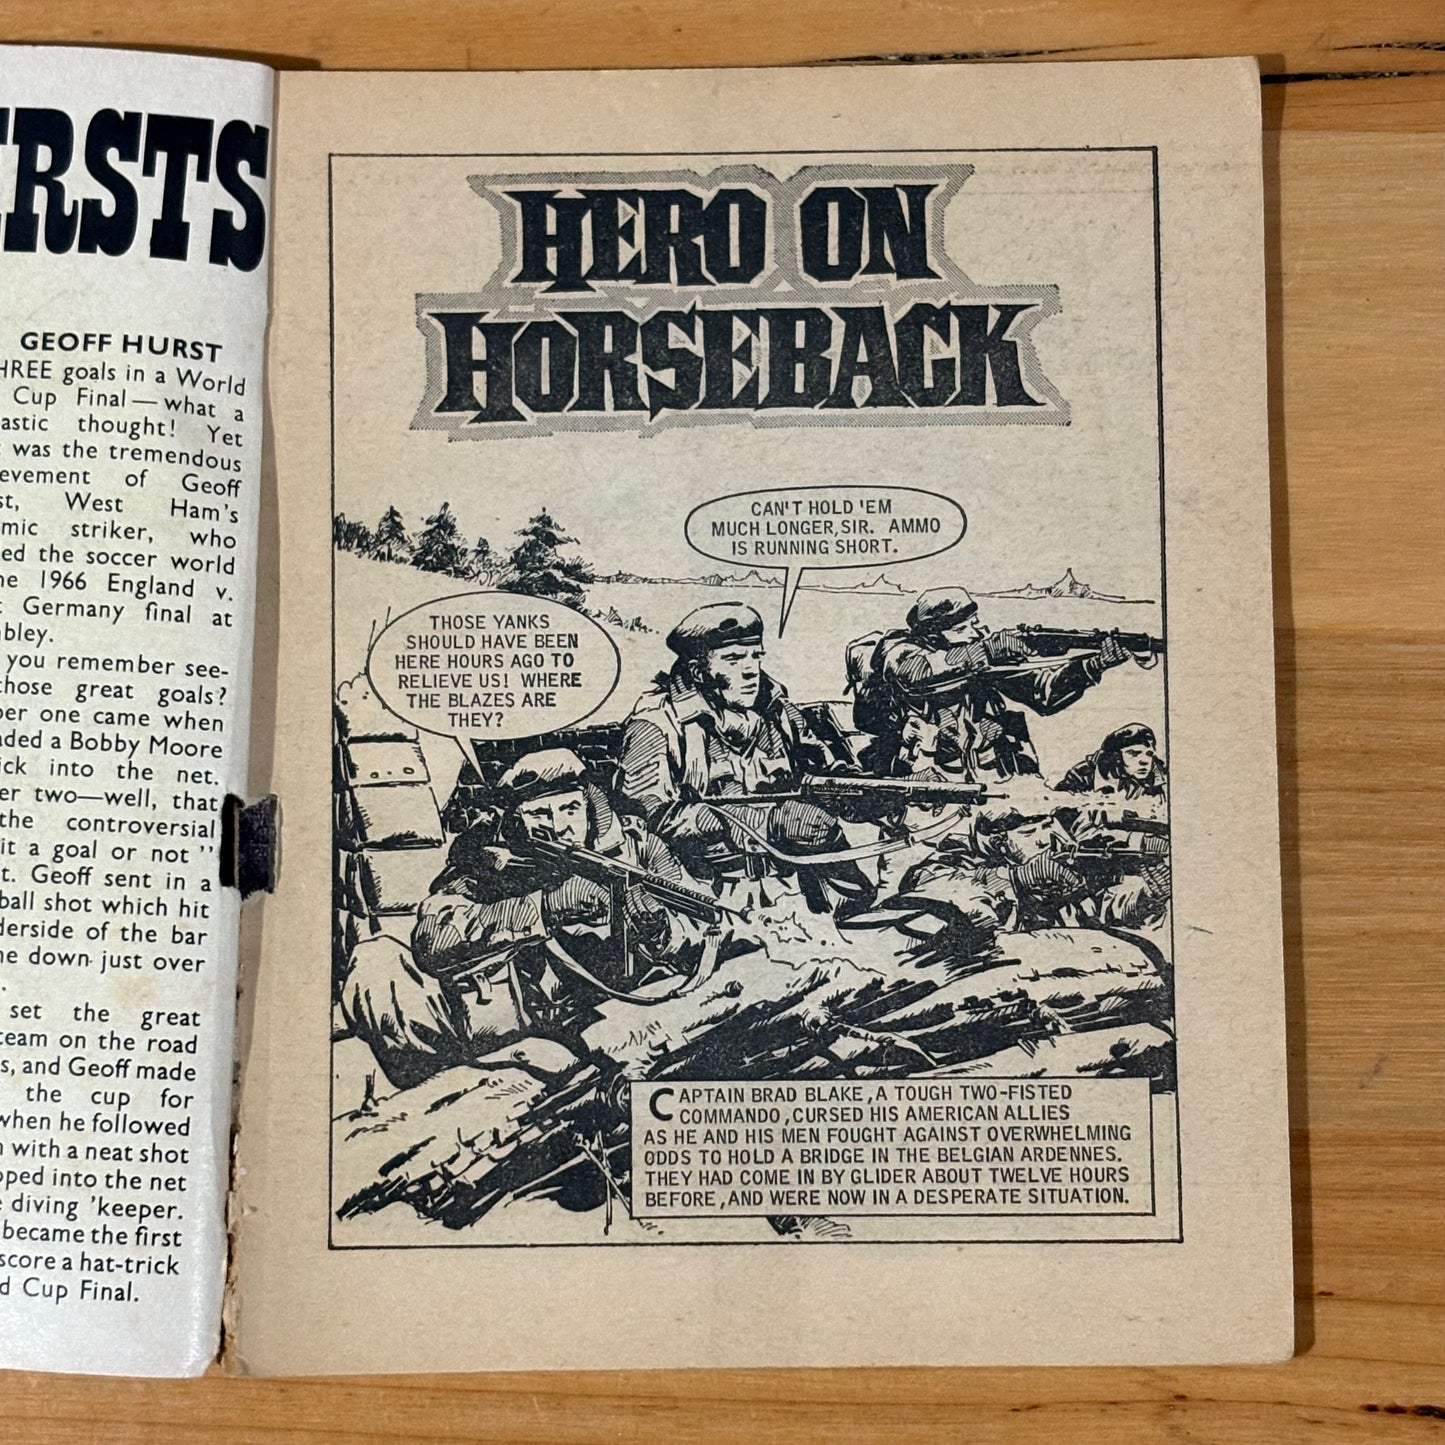 RSTS
GEOFF HURST
HREE goals in a World
Cup Final—what a
astic thought! Yet
was the tremendous
evement of Geoff
st, West Ham's
mic striker, who
ed the soccer world
ne 1966 England v.
t Germany final at
bley.
you remember see-
those great goals?
ber one came when
aded a Bobby Moore
ick into the net.
er two—well, that
the controversial
it a goal or not"
t. Geoff sent in a
ball shot which hit
derside of the bar
ne down just over
.
set the great
team on the road
s, and Geoff made
the cup for
when he followed
n with a neat shot
pped into the net
e diving 'keeper.
became the first
score a hat-trick
d Cup Final.
HERO ON
HORSEBACK
CAN'T HOLD 'EM
MUCH LONGER, SIR. AMMO
IS RUNNING SHORT.
THOSE YANKS
SHOULD HAVE BEEN
HERE HOURS AGO TO
RELIEVE US! WHERE
THE BLAZES ARE
THEY?
CAPTAIN BRAD BLAKE, A TOUGH TWO-FISTED
COMMANDO, CURSED HIS AMERICAN ALLIES
AS HE AND HIS MEN FOUGHT AGAINST OVERWHELMING
ODDS TO HOLD A BRIDGE IN THE BELGIAN ARDENNES.
THEY HAD COME IN BY GLIDER ABOUT TWELVE HOURS
BEFORE, AND WERE NOW IN A DESPERATE SITUATION.